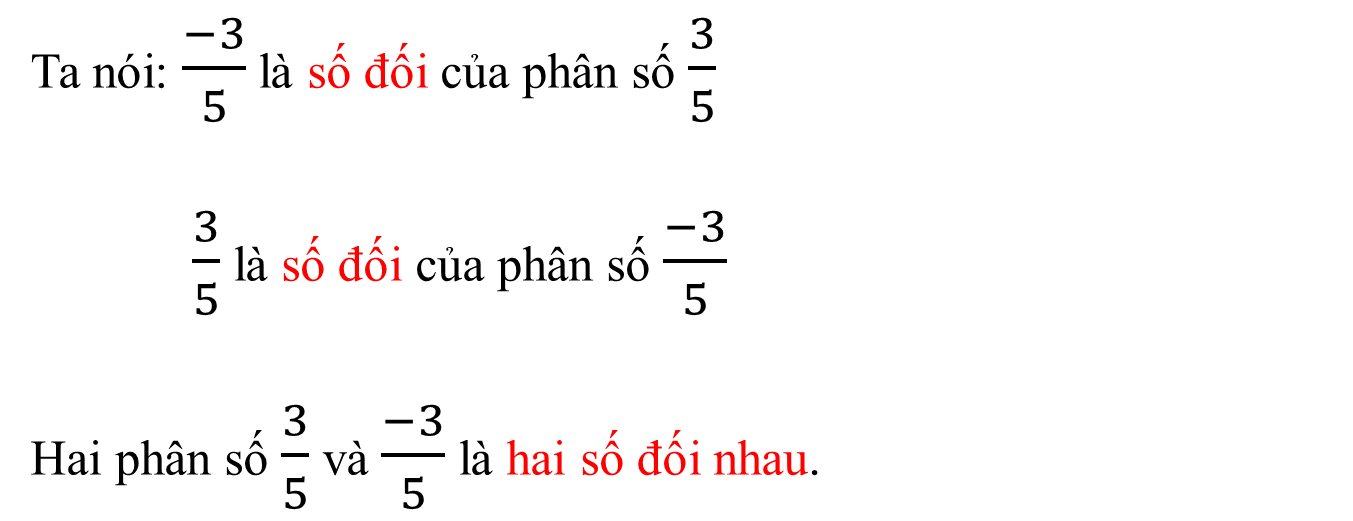 Ta nói: −3/5 là số đối của phân số 3/5
3/5 là số đối của phân số −3/5
Hai phân số 3/5 và −3/5 là hai số đối nhau.